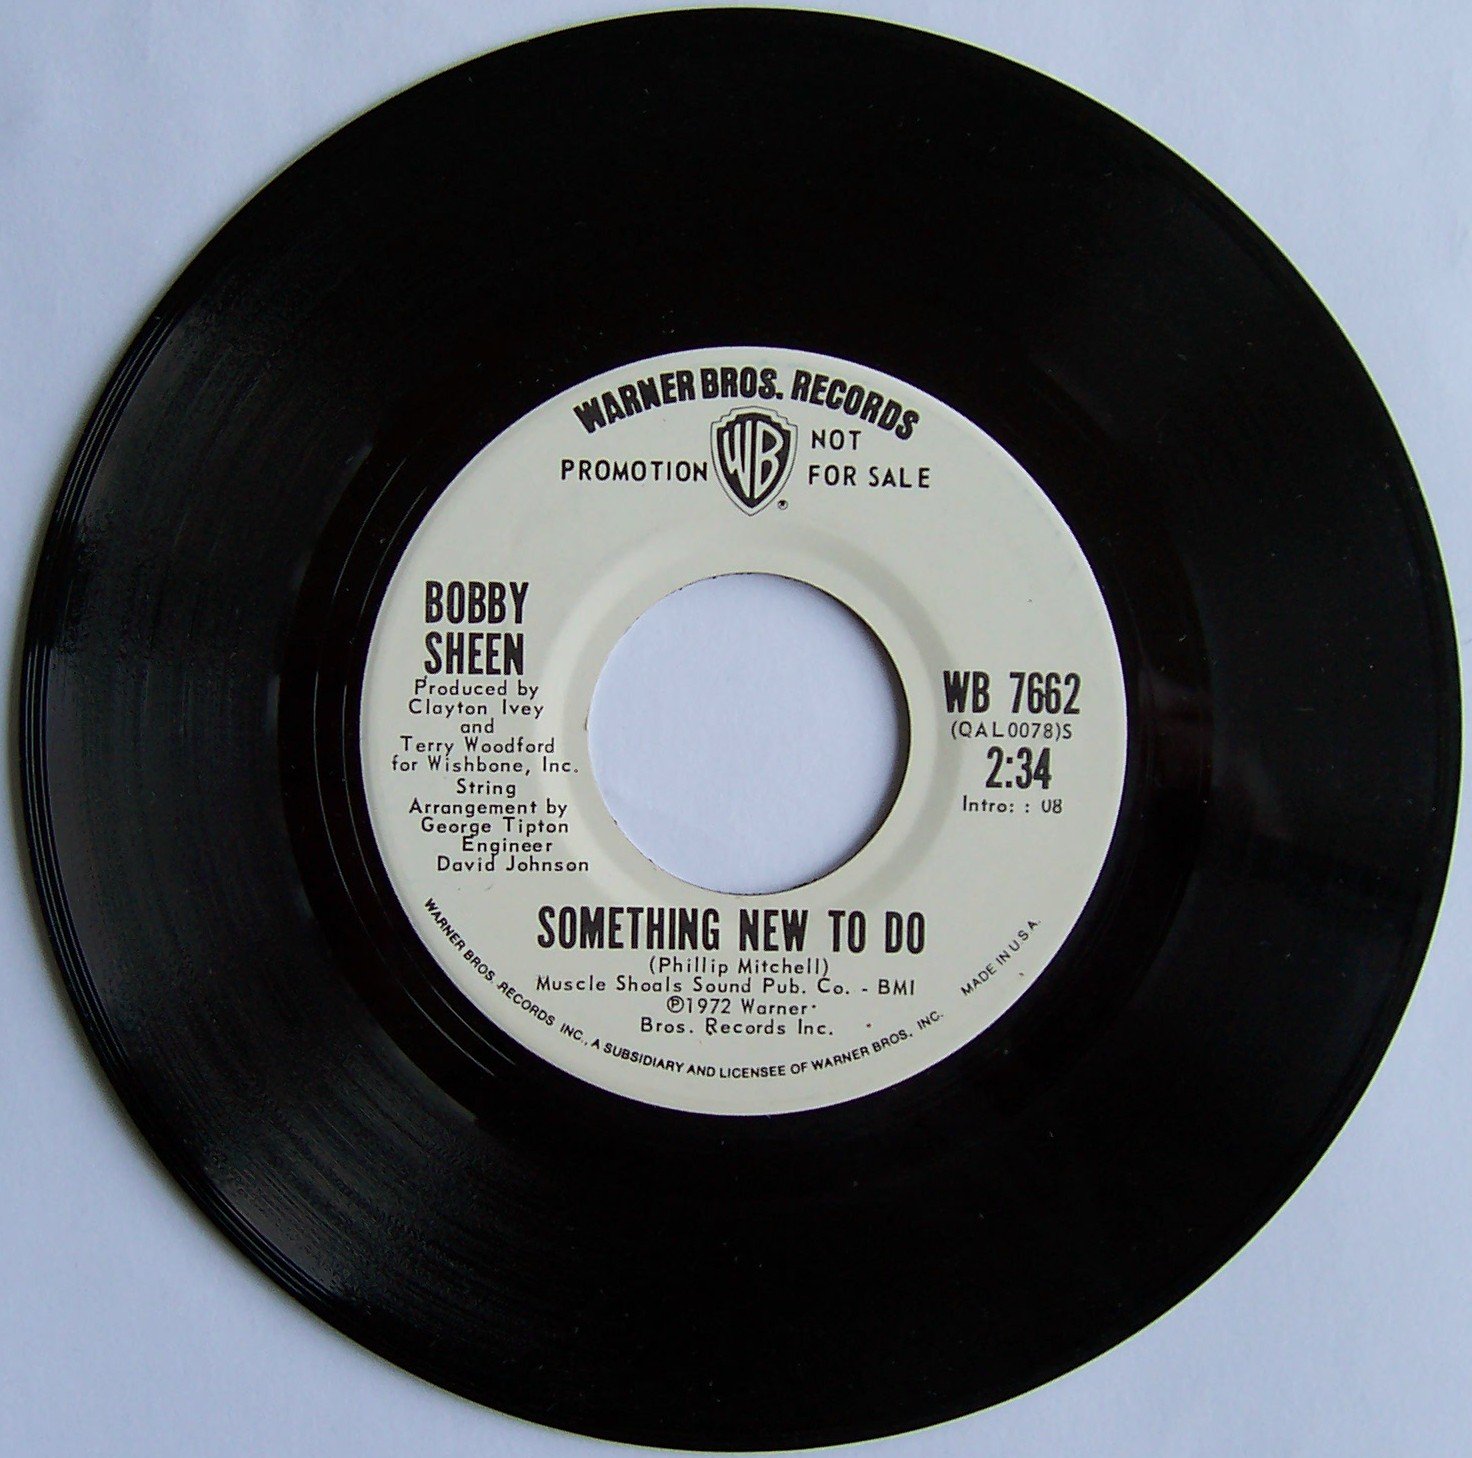 WARNER BROS. RECORDS
PROMOTION WB NOT
FOR SALE
®
BOBBY
SHEEN
Produced by
Clayton Ivey
and
Terry Woodford
for Wishbone, Inc.
String
Arrangement by
George Tipton
Engineer
David Johnson
WB 7662
(QAL0078)S
2:34
Intro: : 08
SOMETHING NEW TO DO
(Phillip Mitchell)
Muscle Shoals Sound Pub. Co. - BMI
℗1972 Warner
Bros. Records Inc.
WARNER BROS. RECORDS INC., A SUBSIDIARY AND LICENSEE OF WARNER BROS. INC.
MADE IN U.S.A.